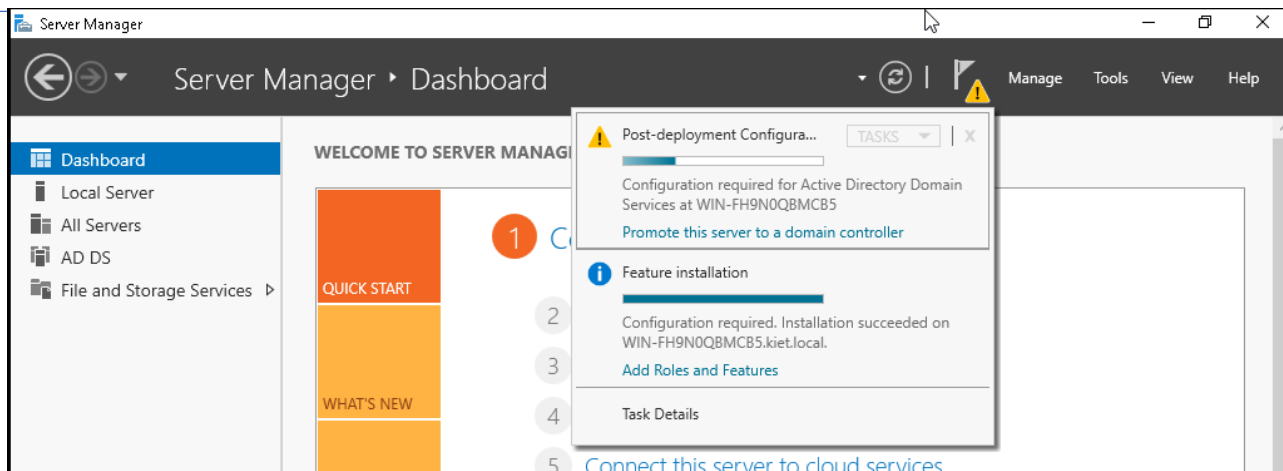 Server Manager
Server Manager ‣ Dashboard
Manage Tools View Help
Dashboard
Local Server
All Servers
AD DS
File and Storage Services
WELCOME TO SERVER
QUICK START
WHAT'S NEW
1
2
3
4
5 Connect this server to cloud services
Post-deployment Configura...
TASKS
X
Configuration required for Active Directory Domain
Services at WIN-FH9N0QBMCB5
Promote this server to a domain controller
Feature installation
Configuration required. Installation succeeded on
WIN-FH9N0QBMCB5.kiet.local.
Add Roles and Features
Task Details